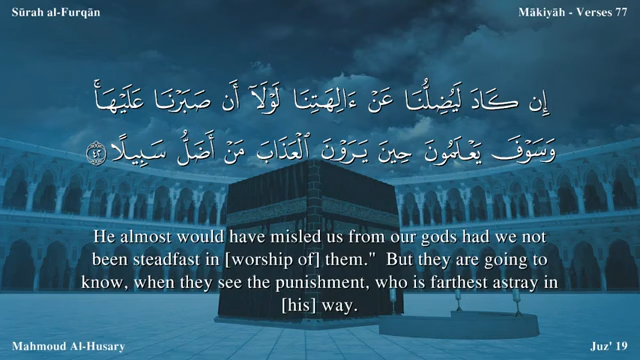 Sūrah al-Furqān
Mākiyāh - Verses 77
إِن كَادَ لَيُضِلُّنَا عَنْ ءَالِهَتِنَا لَوْلَآ أَن صَبَرْنَا عَلَيْهَا ۚ
وَسَوْفَ يَعْلَمُونَ حِينَ يَرَوْنَ ٱلْعَذَابَ مَنْ أَضَلُّ سَبِيلًا ٤٢
He almost would have misled us from our gods had we not
been steadfast in [worship of] them."  But they are going to
know, when they see the punishment, who is farthest astray in
[his] way.
Mahmoud Al-Husary
Juz' 19